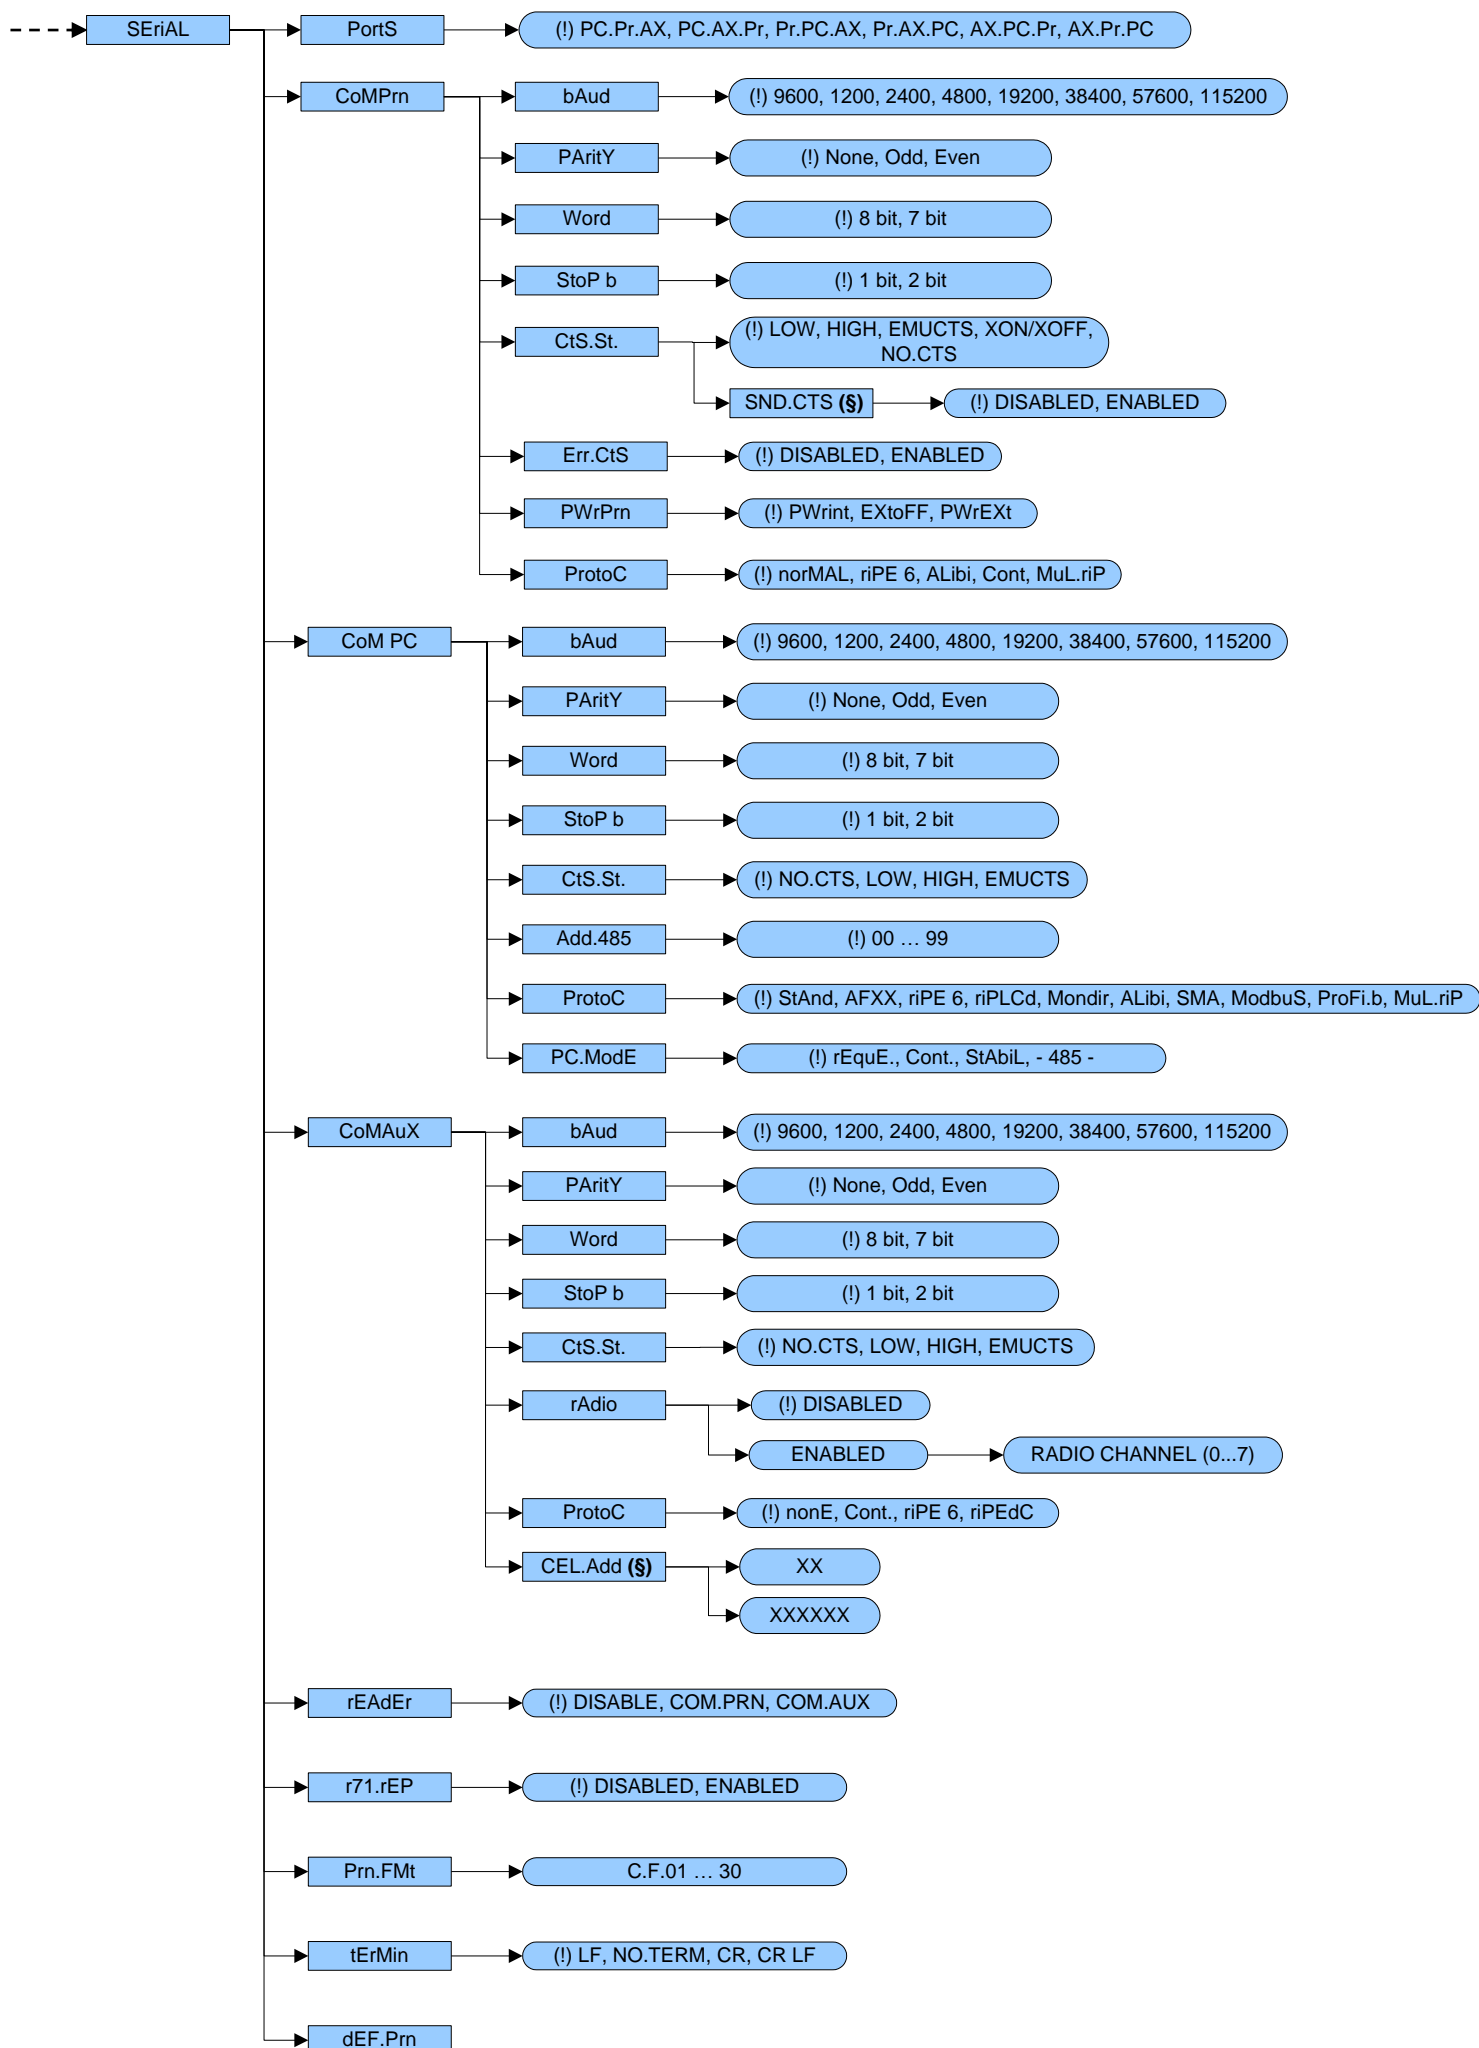 SEriAL
PortS
(!) PC.Pr.AX, PC.AX.Pr, Pr.PC.AX, Pr.AX.PC, AX.PC.Pr, AX.Pr.PC
CoMPrn
bAud
(!) 9600, 1200, 2400, 4800, 19200, 38400, 57600, 115200
PAritY
(!) None, Odd, Even
Word
(!) 8 bit, 7 bit
StoP b
(!) 1 bit, 2 bit
CtS.St.
(!) LOW, HIGH, EMUCTS, XON/XOFF,
NO.CTS
SND.CTS (§)
(!) DISABLED, ENABLED
Err.CtS
(!) DISABLED, ENABLED
PWrPrn
(!) PWrint, EXtoFF, PWrEXt
ProtoC
(!) norMAL, riPE 6, ALibi, Cont, MuL.riP
CoM PC
bAud
(!) 9600, 1200, 2400, 4800, 19200, 38400, 57600, 115200
PAritY
(!) None, Odd, Even
Word
(!) 8 bit, 7 bit
StoP b
(!) 1 bit, 2 bit
CtS.St.
(!) NO.CTS, LOW, HIGH, EMUCTS
Add.485
(!) 00 … 99
ProtoC
(!) StAnd, AFXX, riPE 6, riPLCd, Mondir, ALibi, SMA, ModbuS, ProFi.b, MuL.riP
PC.ModE
(!) rEquE., Cont., StAbiL, - 485 -
CoMAuX
bAud
(!) 9600, 1200, 2400, 4800, 19200, 38400, 57600, 115200
PAritY
(!) None, Odd, Even
Word
(!) 8 bit, 7 bit
StoP b
(!) 1 bit, 2 bit
CtS.St.
(!) NO.CTS, LOW, HIGH, EMUCTS
rAdio
(!) DISABLED
ENABLED
RADIO CHANNEL (0...7)
ProtoC
(!) nonE, Cont., riPE 6, riPEdC
CEL.Add (§)
XX
XXXXXX
rEAdEr
(!) DISABLE, COM.PRN, COM.AUX
r71.rEP
(!) DISABLED, ENABLED
Prn.FMt
C.F.01 … 30
tErMin
(!) LF, NO.TERM, CR, CR LF
dEF.Prn